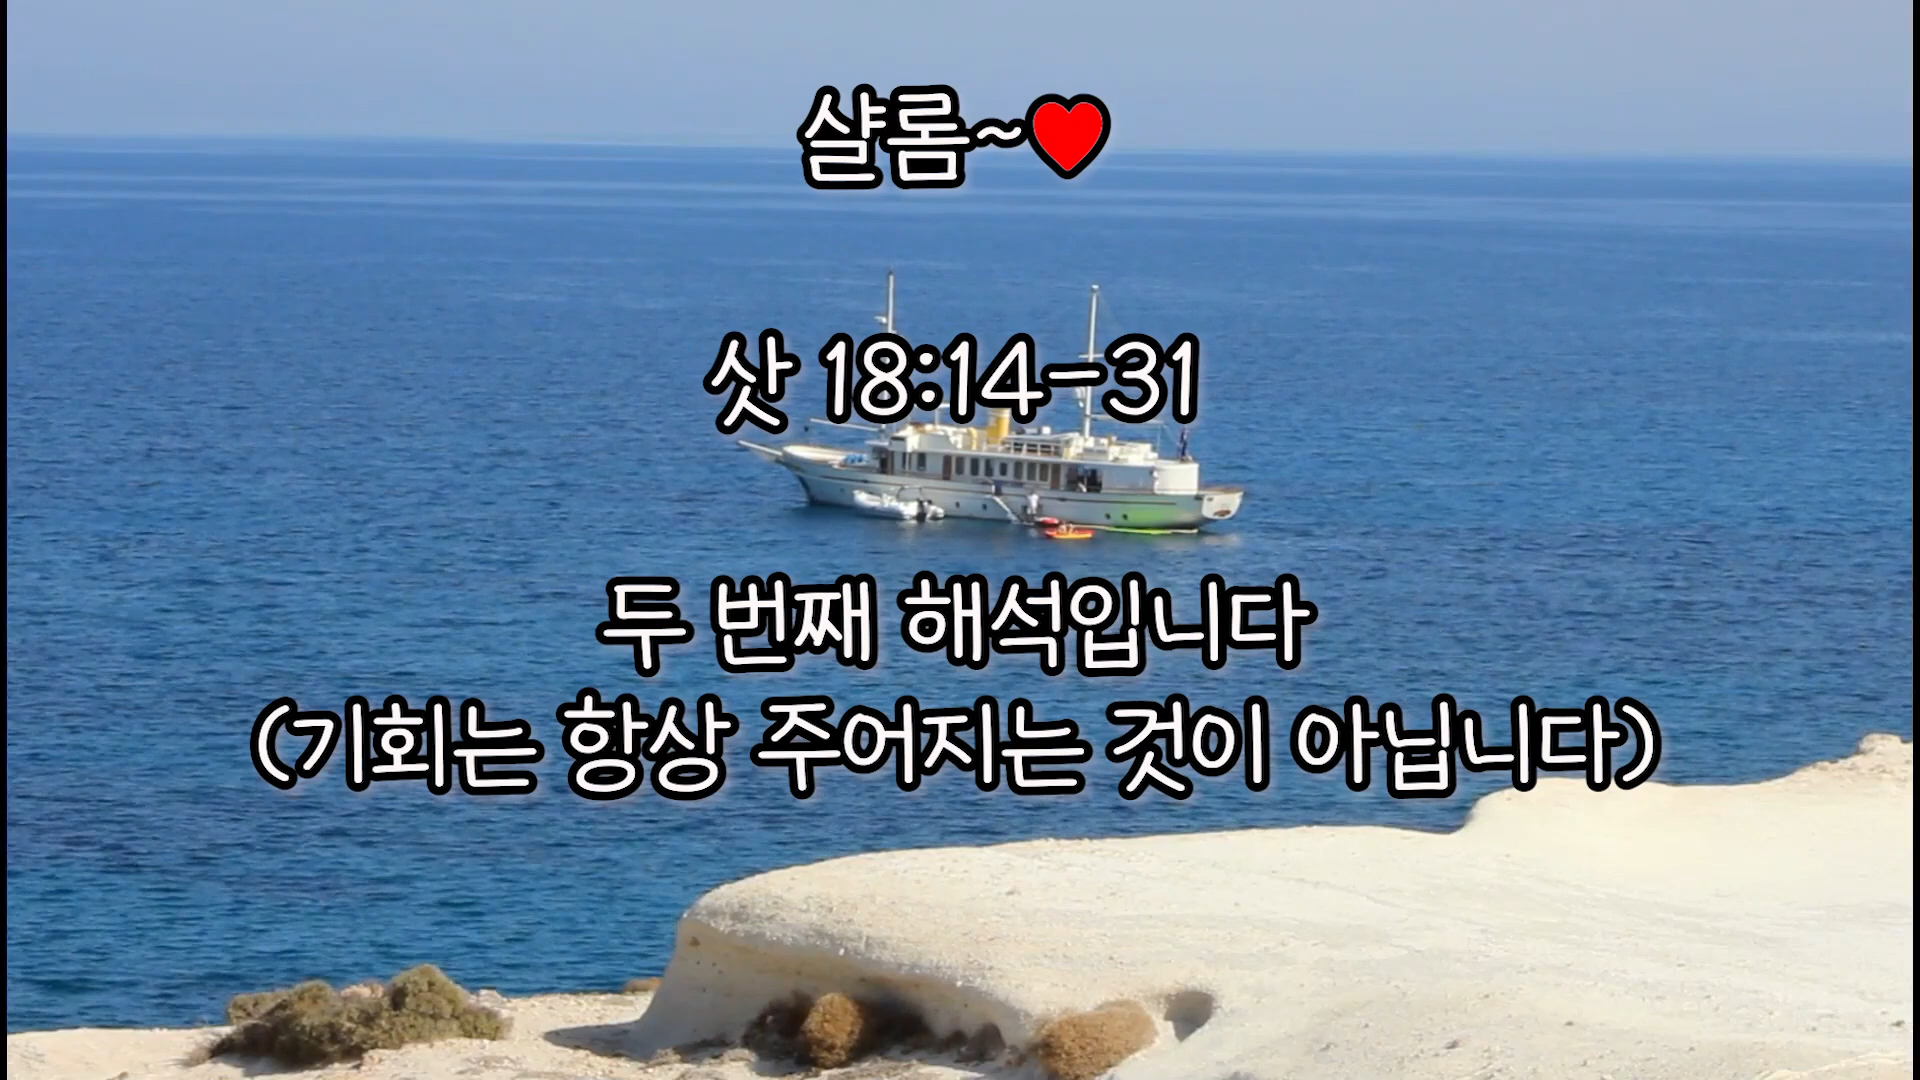 샬롬~♥
삿 18:14-31
두 번째 해석입니다
(기회는 항상 주어지는 것이 아닙니다)